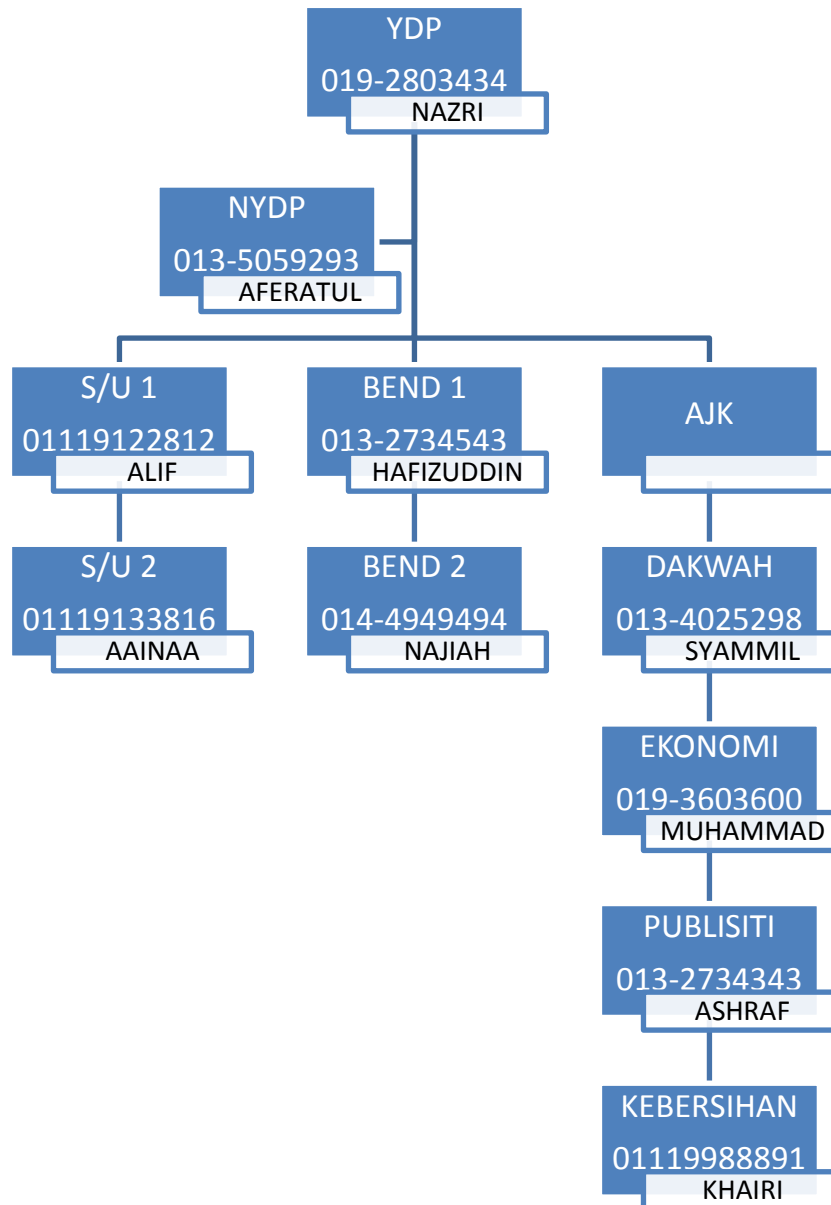 YDP
019-2803434
NAZRI
NYDP
013-5059293
AFERATUL
S/U 1
01119122812
ALIF
BEND 1
013-2734543
HAFIZUDDIN
AJK
S/U 2
01119133816
AAINAA
BEND 2
014-4949494
NAJIAH
DAKWAH
013-4025298
SYAMMIL
EKONOMI
019-3603600
MUHAMMAD
PUBLISITI
013-2734343
ASHRAF
KEBERSIHAN
01119988891
KHAIRI